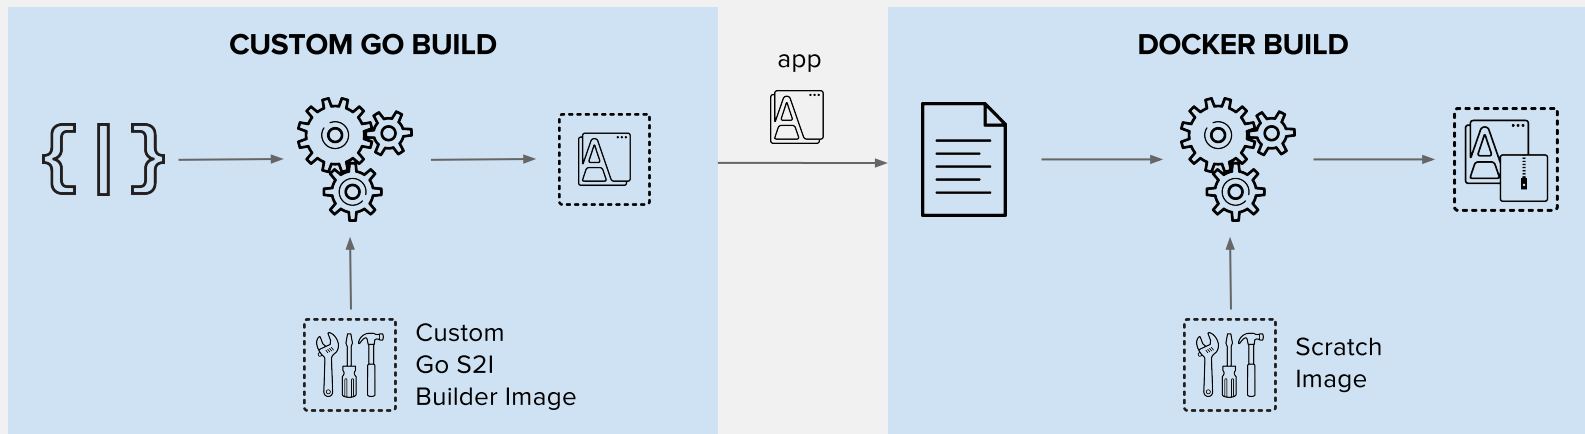 CUSTOM GO BUILD
app
DOCKER BUILD
Custom
Go S2I
Builder Image
Scratch
Image